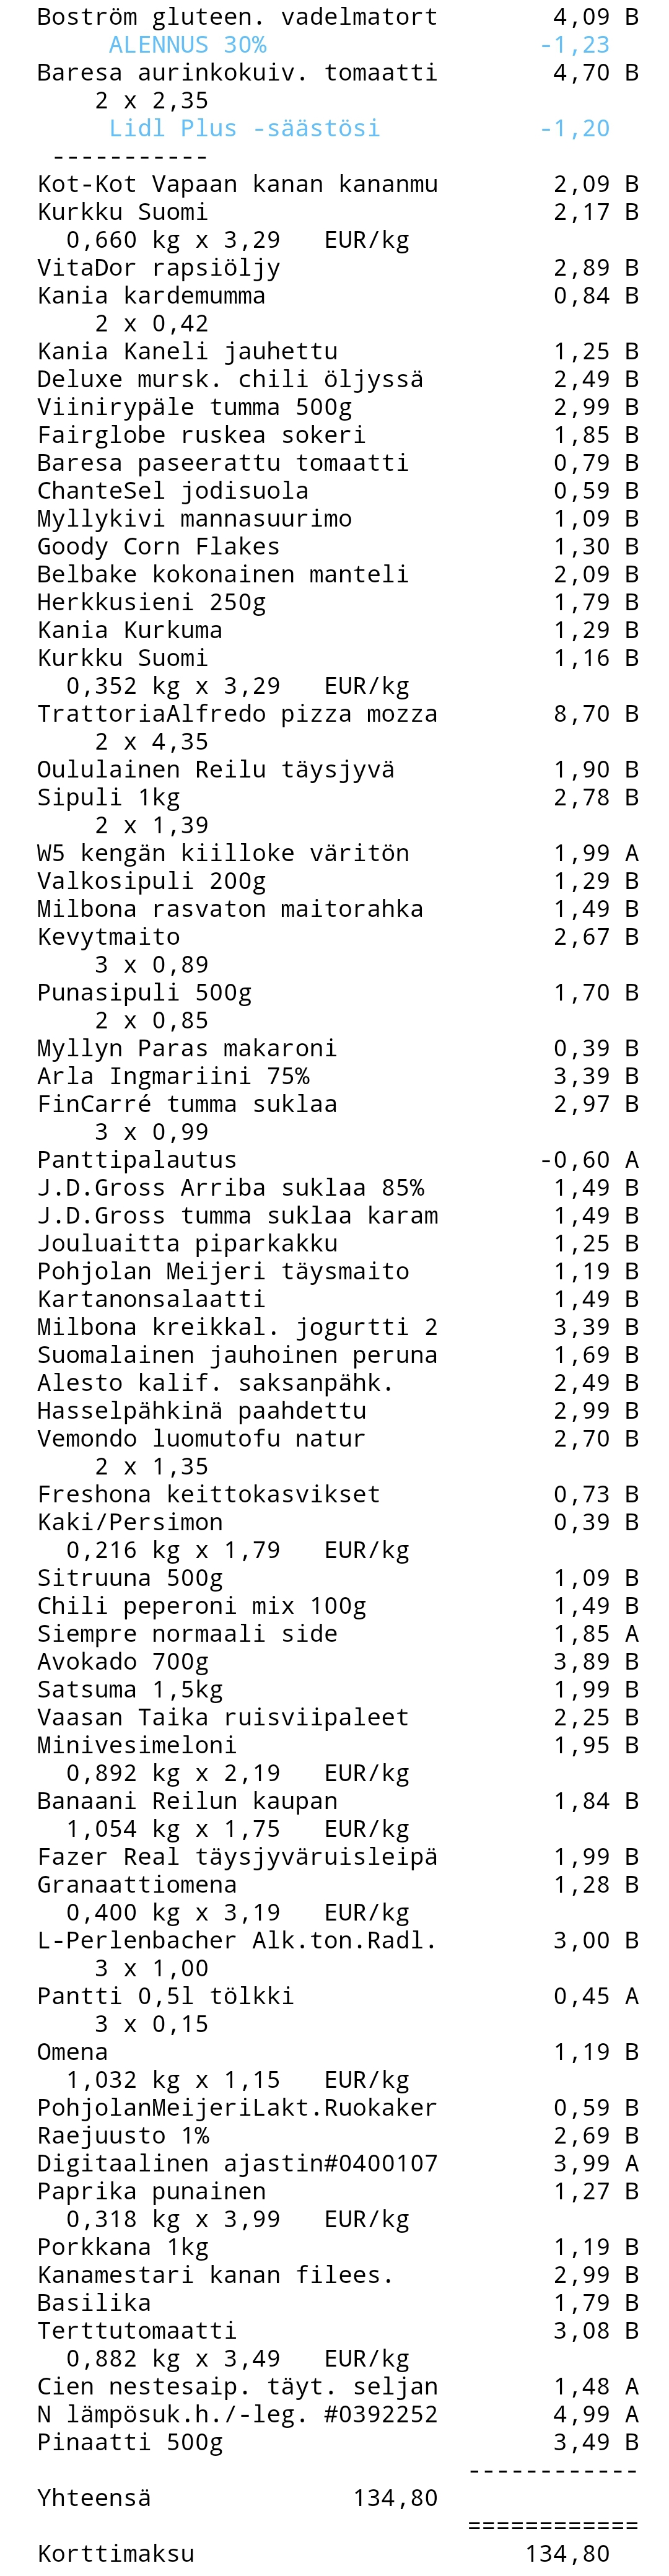 Boström gluteen. vadelmatort 4,09 B
ALENNUS 30% -1,23
Baresa aurinkokuiv. tomaatti 4,70 B
2 x 2,35
Lidl Plus -säästösi -1,20
-----------
Kot-Kot Vapaan kanan kananmu 2,09 B
Kurkku Suomi 2,17 B
0,660 kg x 3,29 EUR/kg
VitaDor rapsiöljy 2,89 B
Kania kardemumma 0,84 B
2 x 0,42
Kania Kaneli jauhettu 1,25 B
Deluxe mursk. chili öljyssä 2,49 B
Viinirypäle tumma 500g 2,99 B
Fairglobe ruskea sokeri 1,85 B
Baresa paseerattu tomaatti 0,79 B
ChanteSel jodisuola 0,59 B
Myllykivi mannasuurimo 1,09 B
Goody Corn Flakes 1,30 B
Belbake kokonainen manteli 2,09 B
Herkkusieni 250g 1,79 B
Kania Kurkuma 1,29 B
Kurkku Suomi 1,16 B
0,352 kg x 3,29 EUR/kg
TrattoriaAlfredo pizza mozza 8,70 B
2 x 4,35
Oululainen Reilu täysjyvä 1,90 B
Sipuli 1kg 2,78 B
2 x 1,39
W5 kengän kiilloke väritön 1,99 A
Valkosipuli 200g 1,29 B
Milbona rasvaton maitorahka 1,49 B
Kevytmaito 2,67 B
3 x 0,89
Punasipuli 500g 1,70 B
2 x 0,85
Myllyn Paras makaroni 0,39 B
Arla Ingmariini 75% 3,39 B
FinCarré tumma suklaa 2,97 B
3 x 0,99
Panttipalautus -0,60 A
J.D.Gross Arriba suklaa 85% 1,49 B
J.D.Gross tumma suklaa karam 1,49 B
Jouluaitta piparkakku 1,25 B
Pohjolan Meijeri täysmaito 1,19 B
Kartanonsalaatti 1,49 B
Milbona kreikkal. jogurtti 2 3,39 B
Suomalainen jauhoinen peruna 1,69 B
Alesto kalif. saksanpähk. 2,49 B
Hasselpähkinä paahdettu 2,99 B
Vemondo luomutofu natur 2,70 B
2 x 1,35
Freshona keittokasvikset 0,73 B
Kaki/Persimon 0,39 B
0,216 kg x 1,79 EUR/kg
Sitruuna 500g 1,09 B
Chili peperoni mix 100g 1,49 B
Siempre normaali side 1,85 A
Avokado 700g 3,89 B
Satsuma 1,5kg 1,99 B
Vaasan Taika ruisviipaleet 2,25 B
Minivesimeloni 1,95 B
0,892 kg x 2,19 EUR/kg
Banaani Reilun kaupan 1,84 B
1,054 kg x 1,75 EUR/kg
Fazer Real täysjyväruisleipä 1,99 B
Granaattiomena 1,28 B
0,400 kg x 3,19 EUR/kg
L-Perlenbacher Alk.ton.Radl. 3,00 B
3 x 1,00
Pantti 0,5l tölkki 0,45 A
3 x 0,15
Omena 1,19 B
1,032 kg x 1,15 EUR/kg
PohjolanMeijeriLakt.Ruokaker 0,59 B
Raejuusto 1% 2,69 B
Digitaalinen ajastin#0400107 3,99 A
Paprika punainen 1,27 B
0,318 kg x 3,99 EUR/kg
Porkkana 1kg 1,19 B
Kanamestari kanan filees. 2,99 B
Basilika 1,79 B
Terttutomaatti 3,08 B
0,882 kg x 3,49 EUR/kg
Cien nestesaip. täyt. seljan 1,48 A
N lämpösuk.h./-leg. #0392252 4,99 A
Pinaatti 500g 3,49 B
------------
Yhteensä 134,80
============
Korttimaksu 134,80